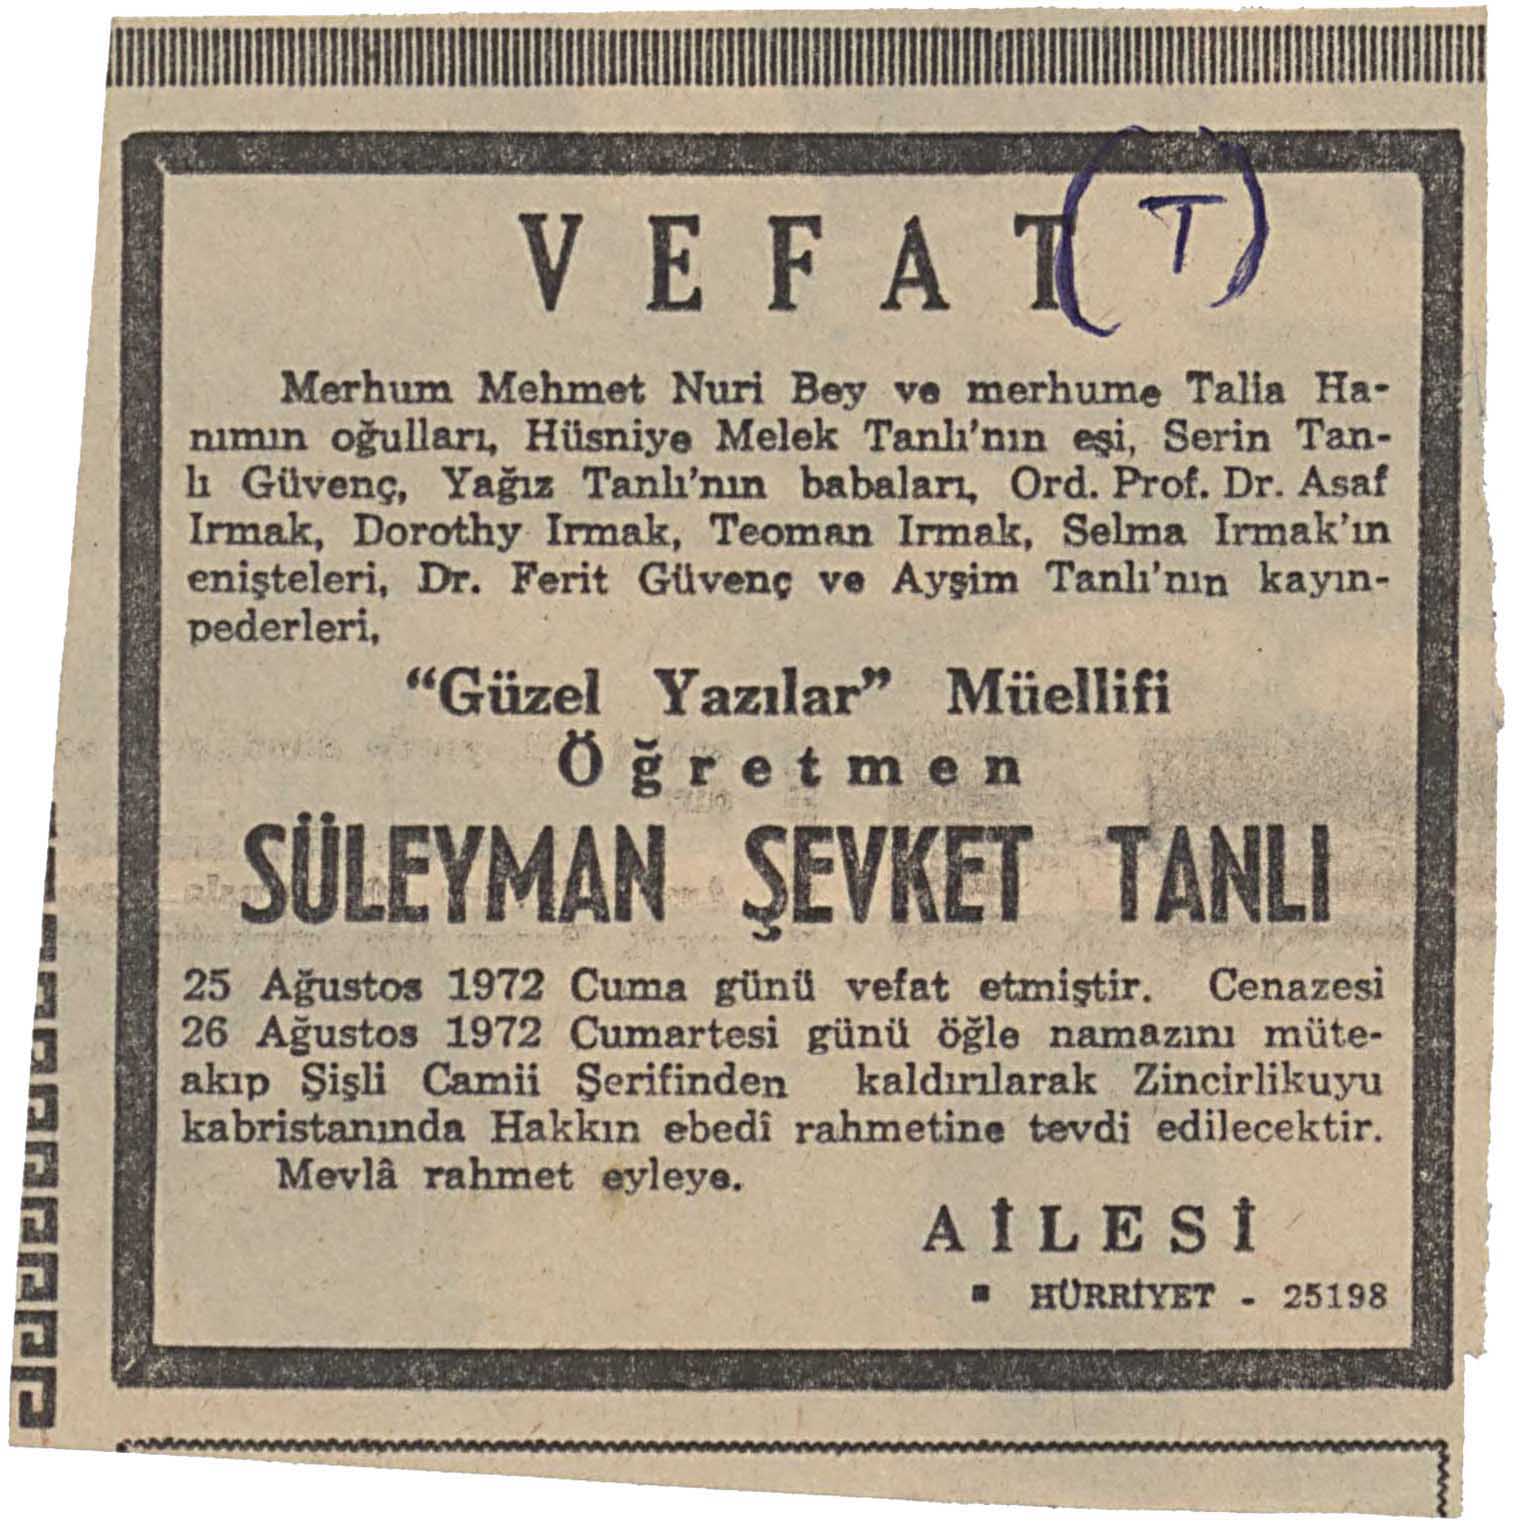 VEFAT
(T)
Merhum Mehmet Nuri Bey ve merhume Talia Ha-
nımın oğulları, Hüsniye Melek Tanlı'nın eşi, Serin Tan-
lı Güvenç, Yağız Tanlı'nın babaları, Ord. Prof. Dr. Asaf
Irmak, Dorothy Irmak, Teoman Irmak, Selma Irmak'ın
enişteleri, Dr. Ferit Güvenç ve Ayşim Tanlı'nın kayın-
pederleri,
“Güzel Yazılar” Müellifi
Öğretmen
SÜLEYMAN ŞEVKET TANLI
25 Ağustos 1972 Cuma günü vefat etmiştir. Cenazesi
26 Ağustos 1972 Cumartesi günü öğle namazını müte-
akıp Şişli Camii Şerifinden kaldırılarak Zincirlikuyu
kabristanında Hakkın ebedî rahmetine tevdi edilecektir.
Mevlâ rahmet eyleye.
AİLESİ
■ HÜRRİYET - 25198